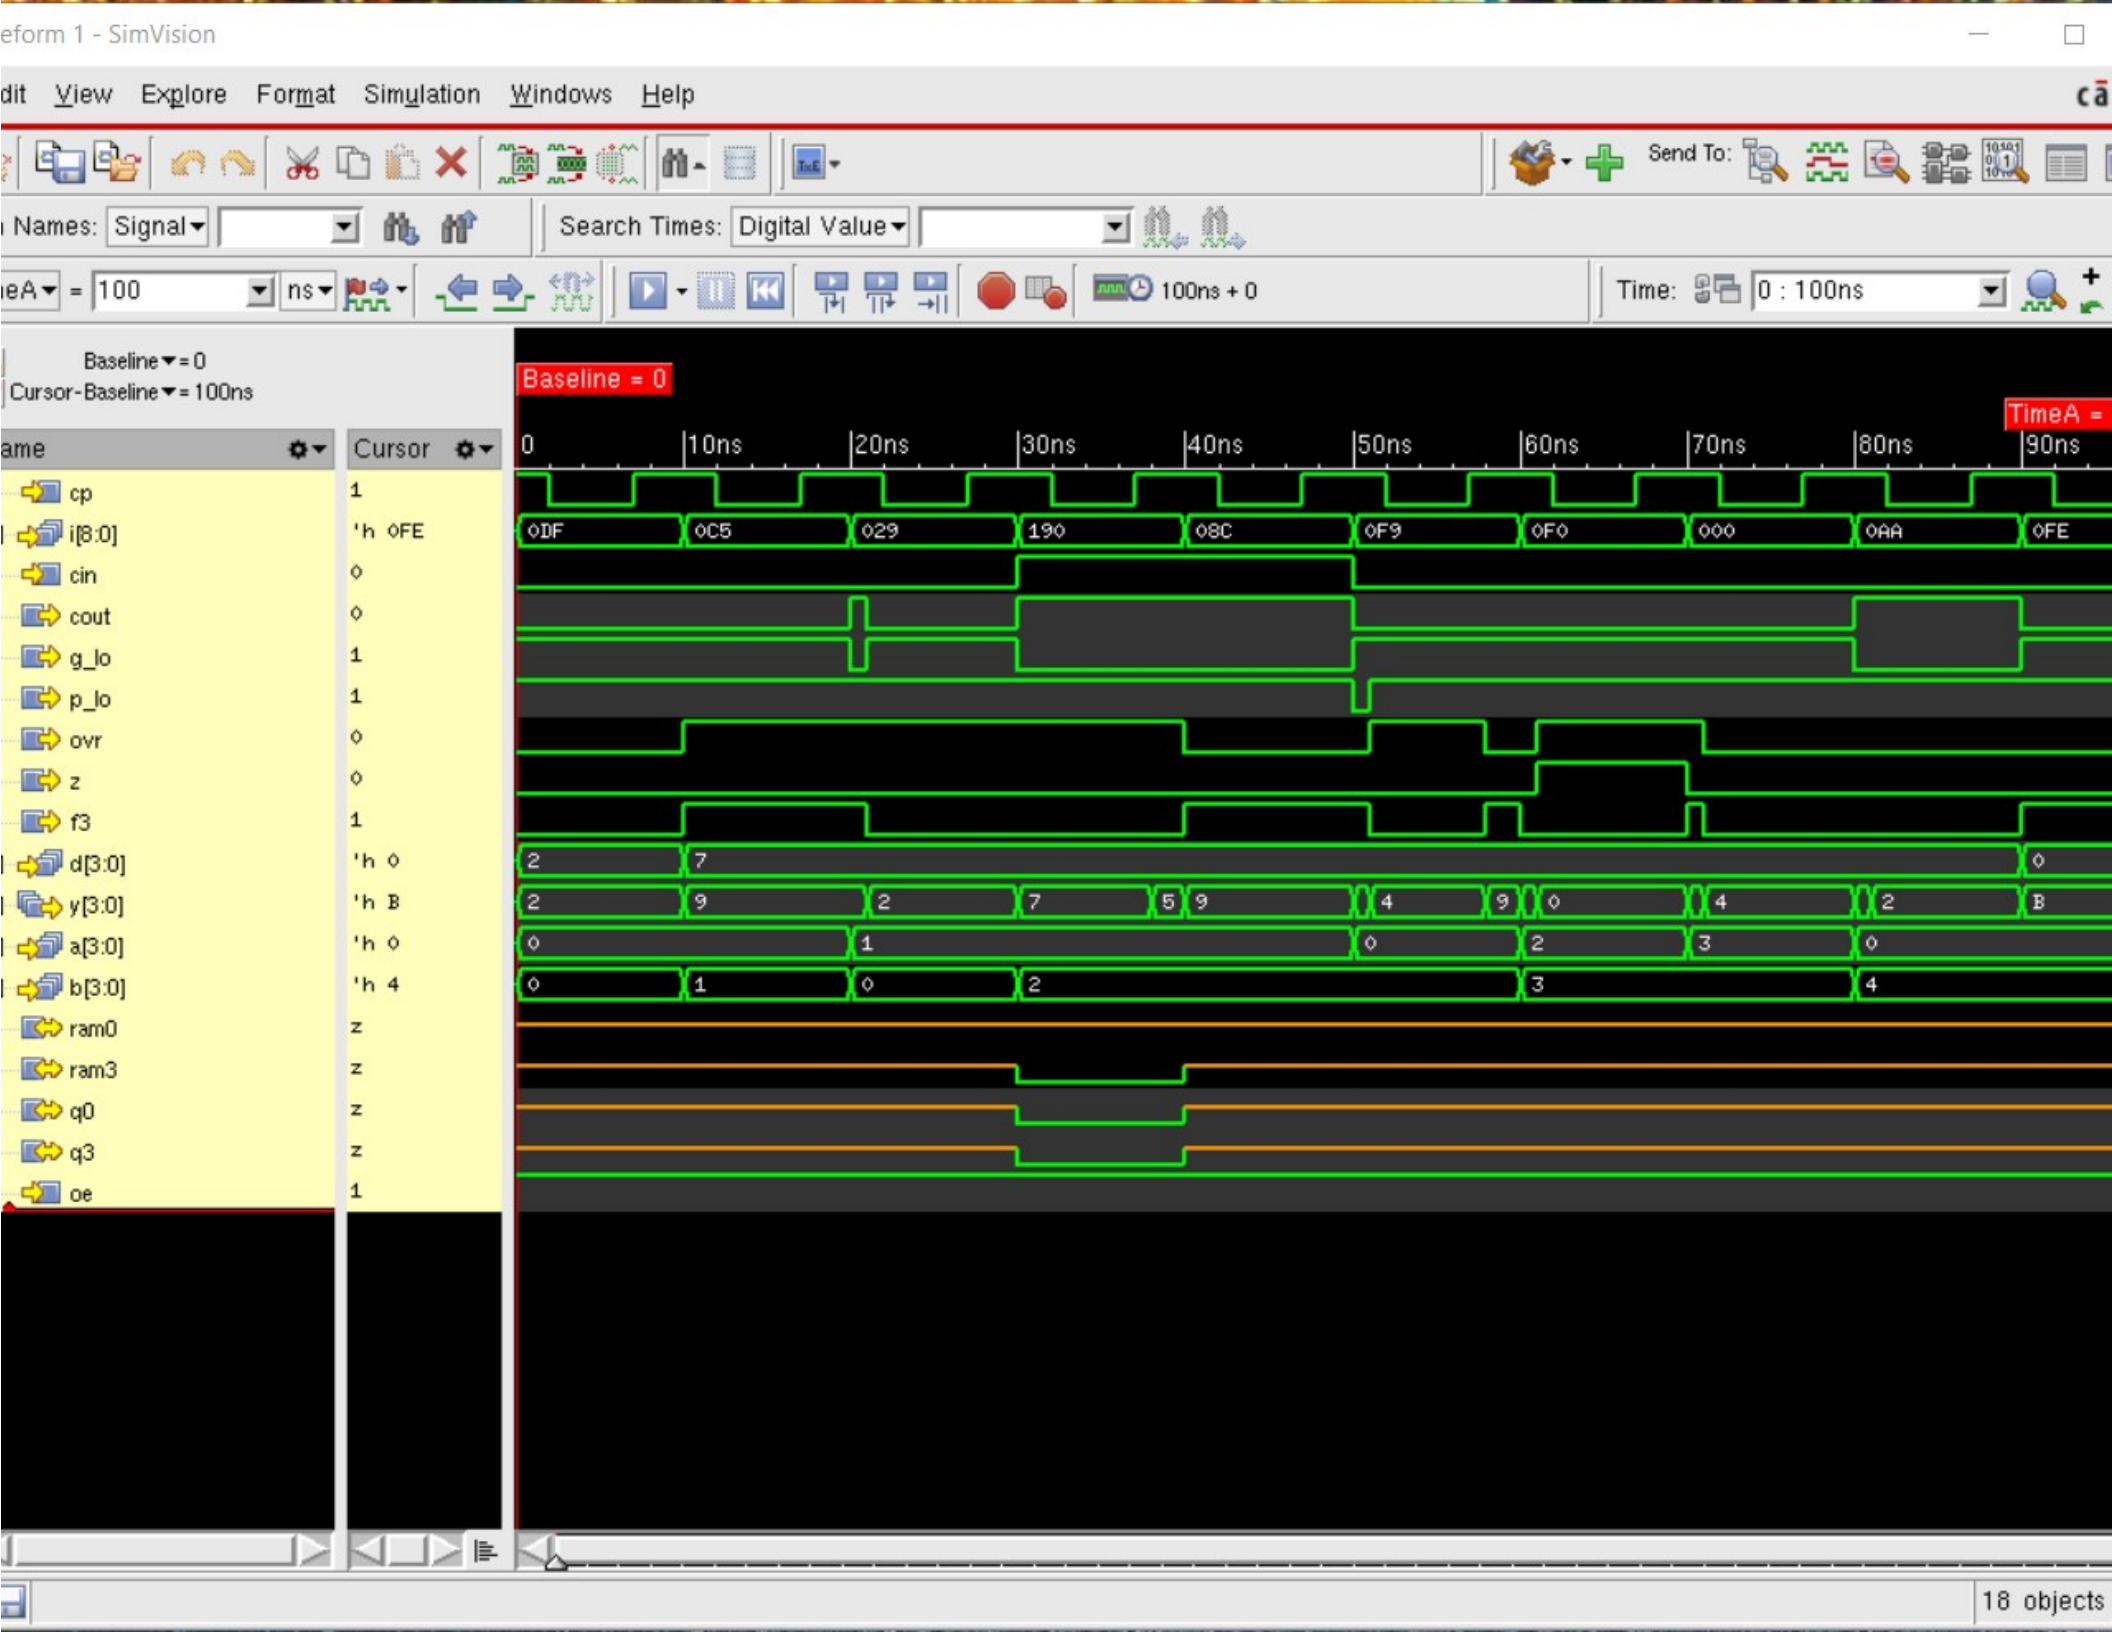 eform 1 - SimVision
dit View Explore Format Simulation Windows Help
cā
Send To:
Names: Signal
Search Times: Digital Value
eA = 100 ns
100ns + 0
Time: 0 : 100ns
Baseline = 0
Cursor-Baseline = 100ns
Baseline = 0
TimeA =
ame Cursor 0 10ns 20ns 30ns 40ns 50ns 60ns 70ns 80ns 90ns
cp 1
i[8:0] 'h 0FE 0DF 0C5 029 190 08C 0F9 0F0 000 0AA 0FE
cin 0
cout 0
g_lo 1
p_lo 1
ovr 0
z 0
f3 1
d[3:0] 'h 0 2 7 0
y[3:0] 'h B 2 9 2 7 5 9 4 9 0 4 2 B
a[3:0] 'h 0 0 1 0 2 3 0
b[3:0] 'h 4 0 1 0 2 3 4
ram0 z
ram3 z
q0 z
q3 z
oe 1
18 objects